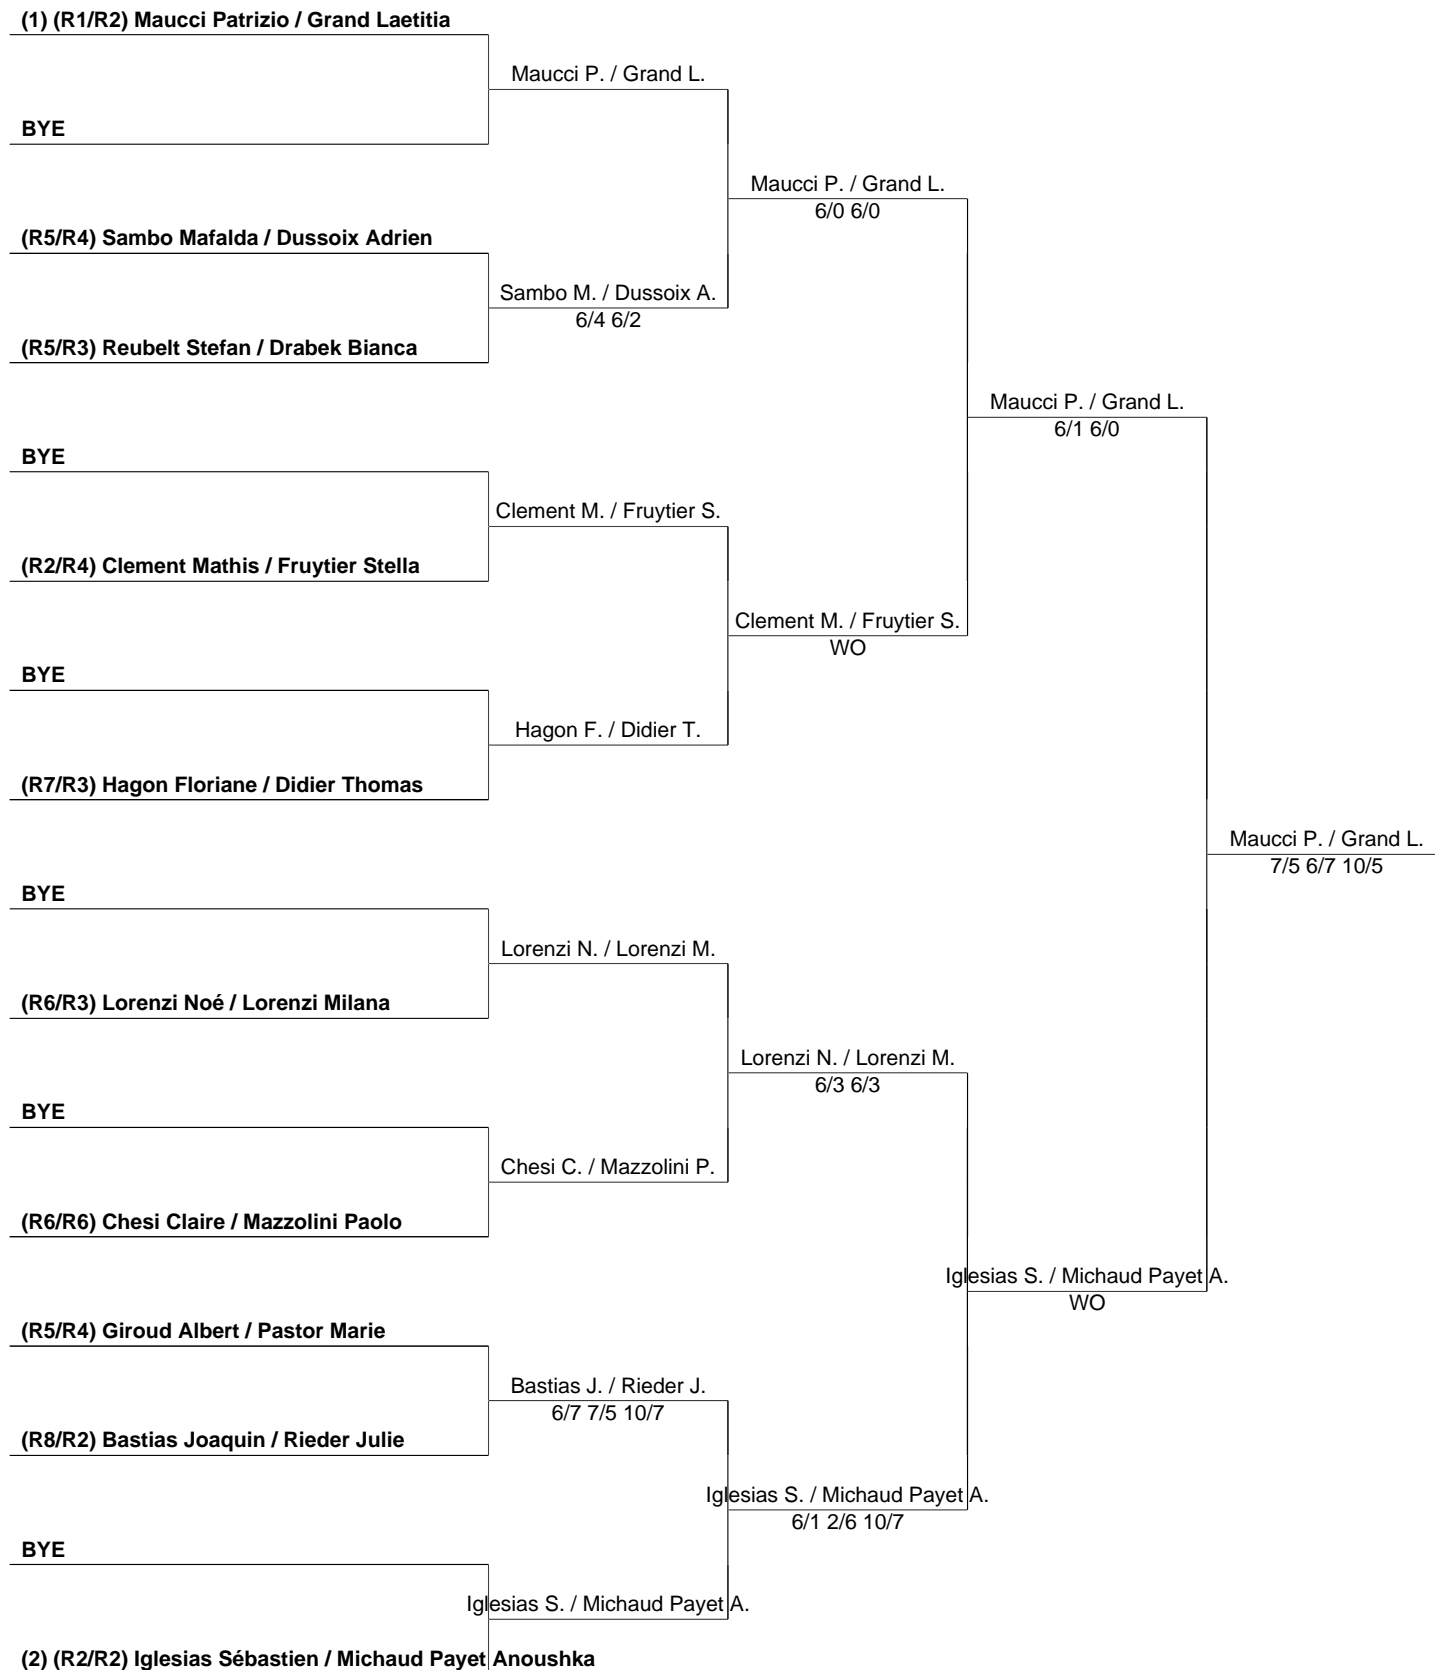 (1) (R1/R2) Maucci Patrizio / Grand Laetitia
Maucci P. / Grand L.
BYE
Maucci P. / Grand L.
6/0 6/0
(R5/R4) Sambo Mafalda / Dussoix Adrien
Sambo M. / Dussoix A.
6/4 6/2
(R5/R3) Reubelt Stefan / Drabek Bianca
Maucci P. / Grand L.
6/1 6/0
BYE
Clement M. / Fruytier S.
(R2/R4) Clement Mathis / Fruytier Stella
Clement M. / Fruytier S.
WO
BYE
Hagon F. / Didier T.
(R7/R3) Hagon Floriane / Didier Thomas
Maucci P. / Grand L.
7/5 6/7 10/5
BYE
Lorenzi N. / Lorenzi M.
(R6/R3) Lorenzi Noé / Lorenzi Milana
Lorenzi N. / Lorenzi M.
6/3 6/3
BYE
Chesi C. / Mazzolini P.
(R6/R6) Chesi Claire / Mazzolini Paolo
Iglesias S. / Michaud Payet A.
WO
(R5/R4) Giroud Albert / Pastor Marie
Bastias J. / Rieder J.
6/7 7/5 10/7
(R8/R2) Bastias Joaquin / Rieder Julie
Iglesias S. / Michaud Payet A.
6/1 2/6 10/7
BYE
Iglesias S. / Michaud Payet A.
(2) (R2/R2) Iglesias Sébastien / Michaud Payet Anoushka